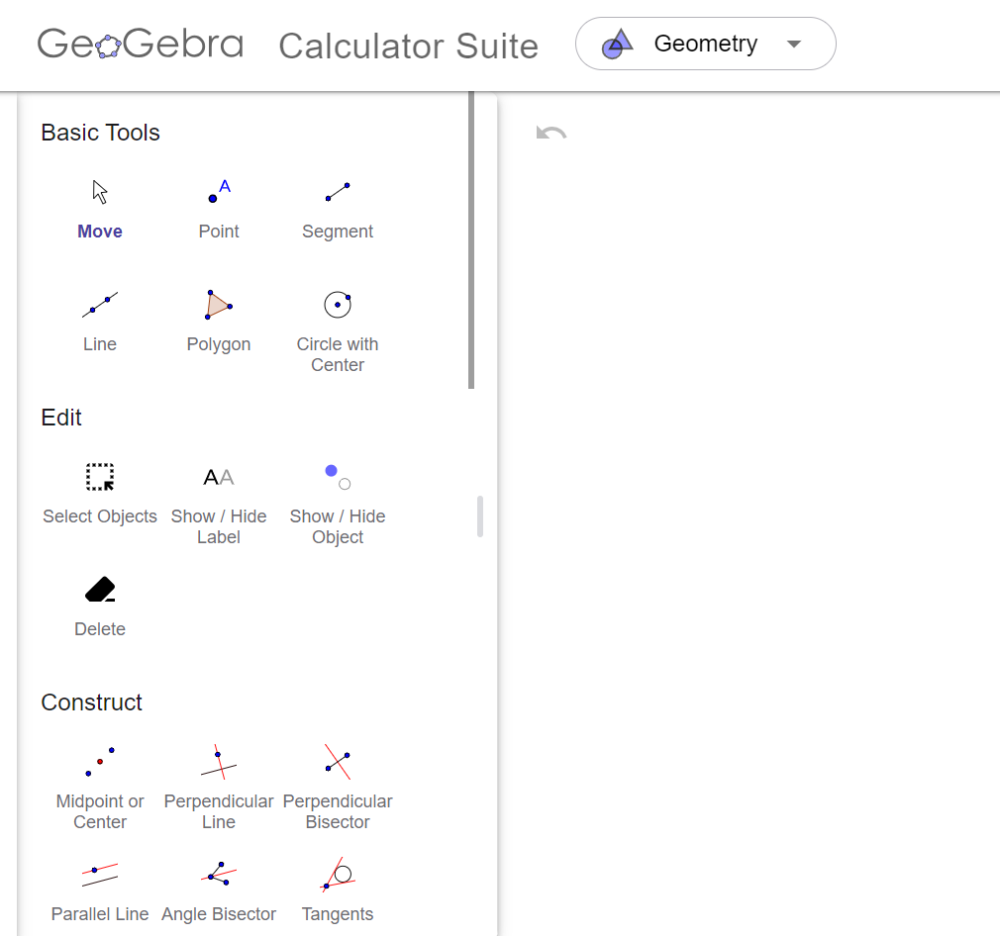 GeoGebra Calculator Suite Geometry
Basic Tools
A
Move Point Segment
Line Polygon Circle with
Center
Edit
AA
Select Objects Show / Hide Show / Hide
Label Object
Delete
Construct
Midpoint or Perpendicular Perpendicular
Center Line Bisector
Parallel Line Angle Bisector Tangents